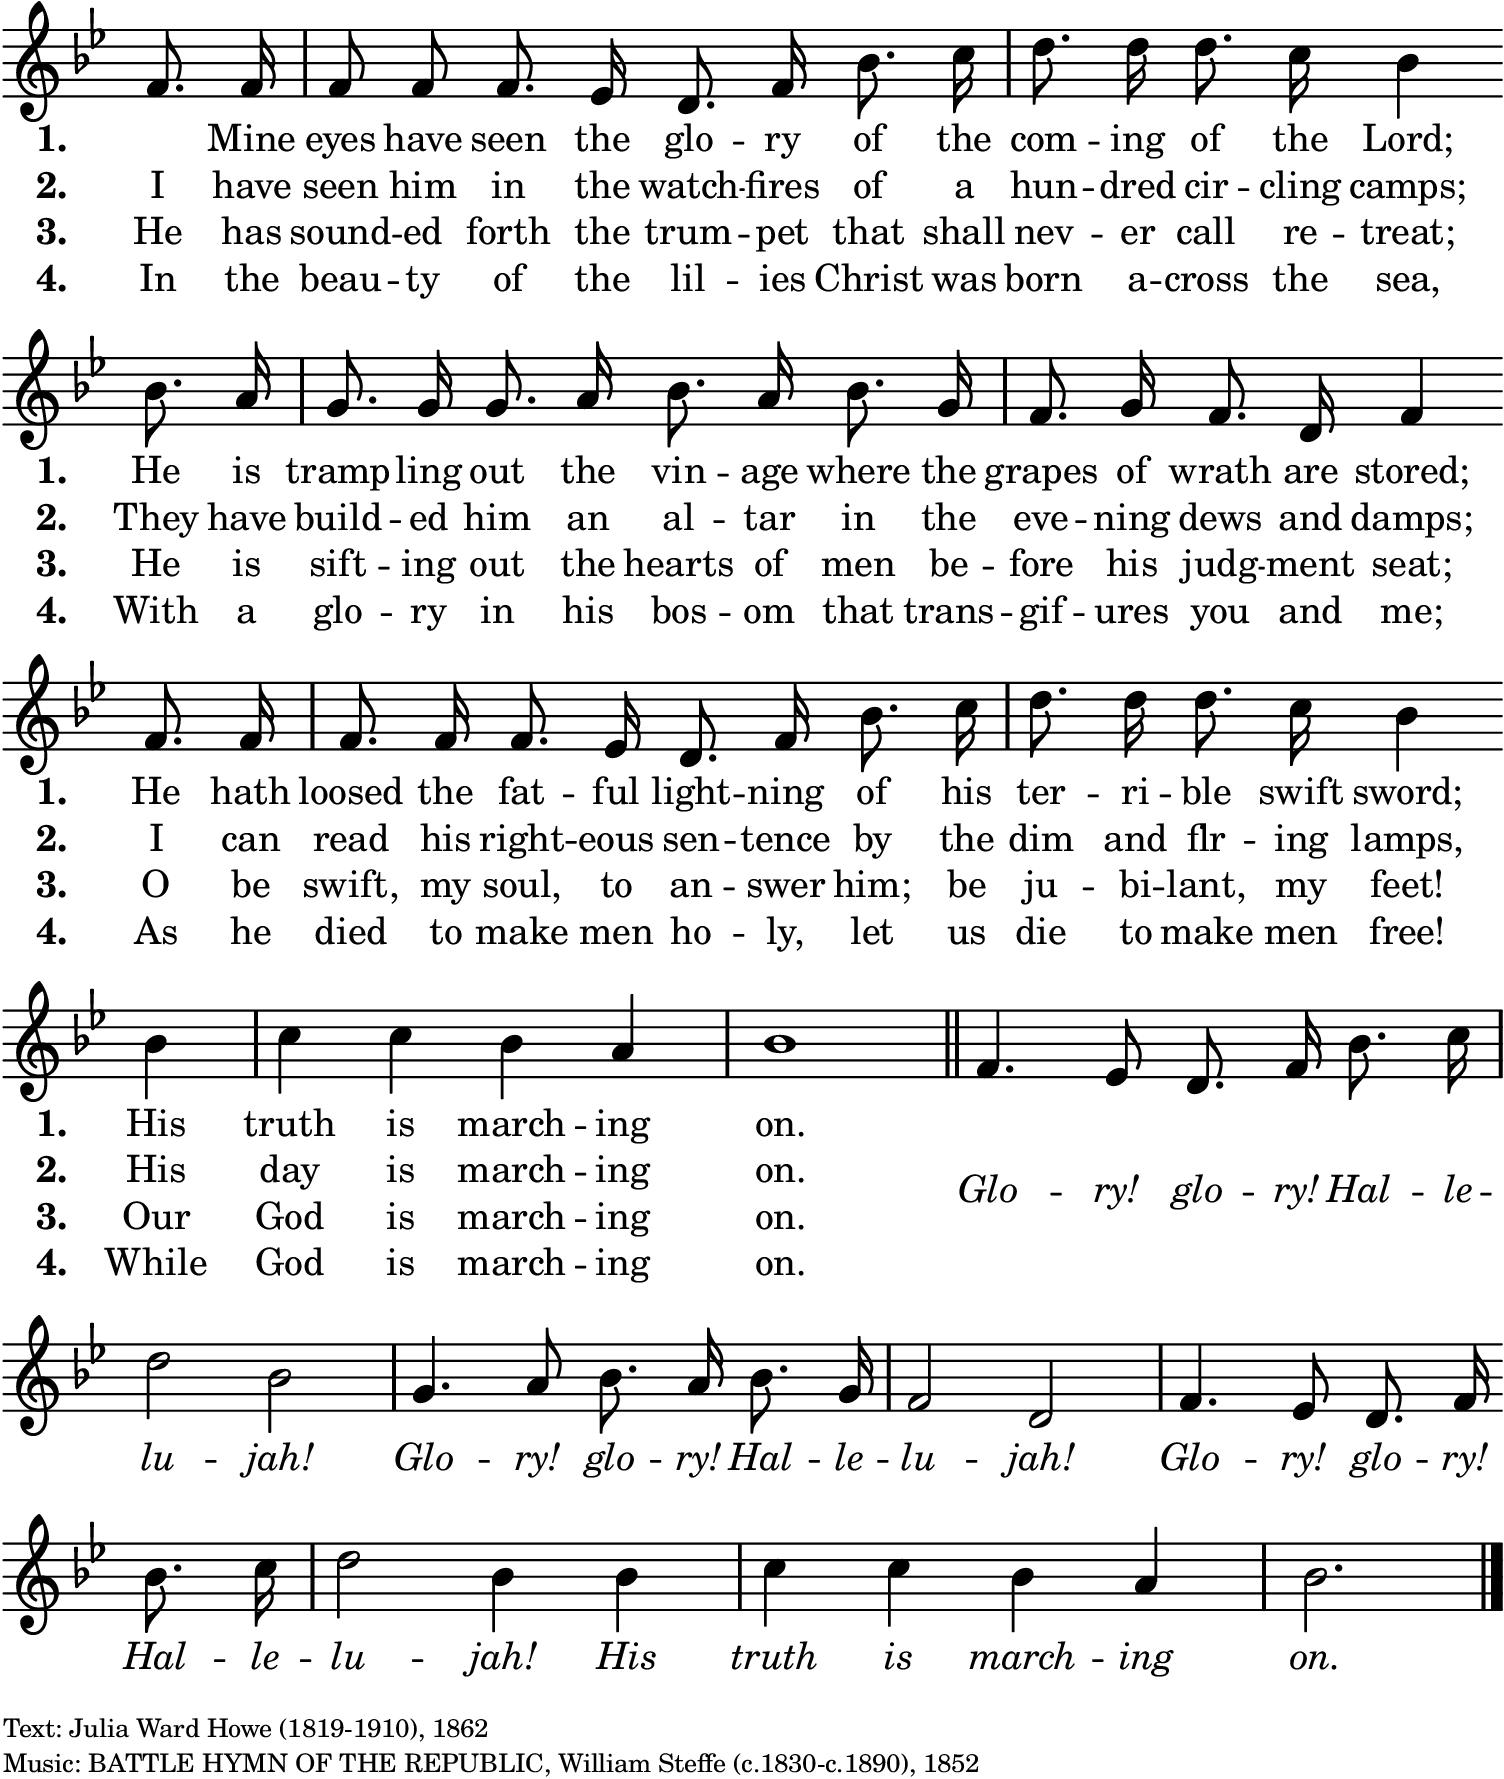 1. Mine eyes have seen the glo - ry of the com - ing of the Lord;
2. I have seen him in the watch - fires of a hun - dred cir - cling camps;
3. He has sound - ed forth the trum - pet that shall nev - er call re - treat;
4. In the beau - ty of the lil - ies Christ was born a - cross the sea,
1. He is tramp ling out the vin - age where the grapes of wrath are stored;
2. They have build - ed him an al - tar in the eve - ning dews and damps;
3. He is sift - ing out the hearts of men be - fore his judg - ment seat;
4. With a glo - ry in his bos - om that trans - gif - ures you and me;
1. He hath loosed the fat - ful light - ning of his ter - ri - ble swift sword;
2. I can read his right - eous sen - tence by the dim and flr - ing lamps,
3. O be swift, my soul, to an - swer him; be ju - bi - lant, my feet!
4. As he died to make men ho - ly, let us die to make men free!
1. His truth is march - ing on.
2. His day is march - ing on.
Glo - ry! glo - ry! Hal - le -
3. Our God is march - ing on.
4. While God is march - ing on.
lu - jah! Glo - ry! glo - ry! Hal - le - lu - jah! Glo - ry! glo - ry!
Hal - le - lu - jah! His truth is march - ing on.
Text: Julia Ward Howe (1819-1910), 1862
Music: BATTLE HYMN OF THE REPUBLIC, William Steffe (c.1830-c.1890), 1852